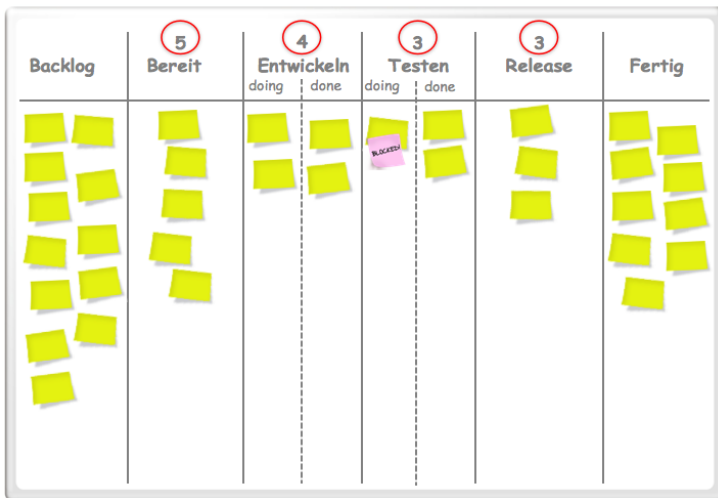 5
4
3
3
Backlog
Bereit
Entwickeln
Testen
Release
Fertig
doing
done
doing
done
BLOCKED!